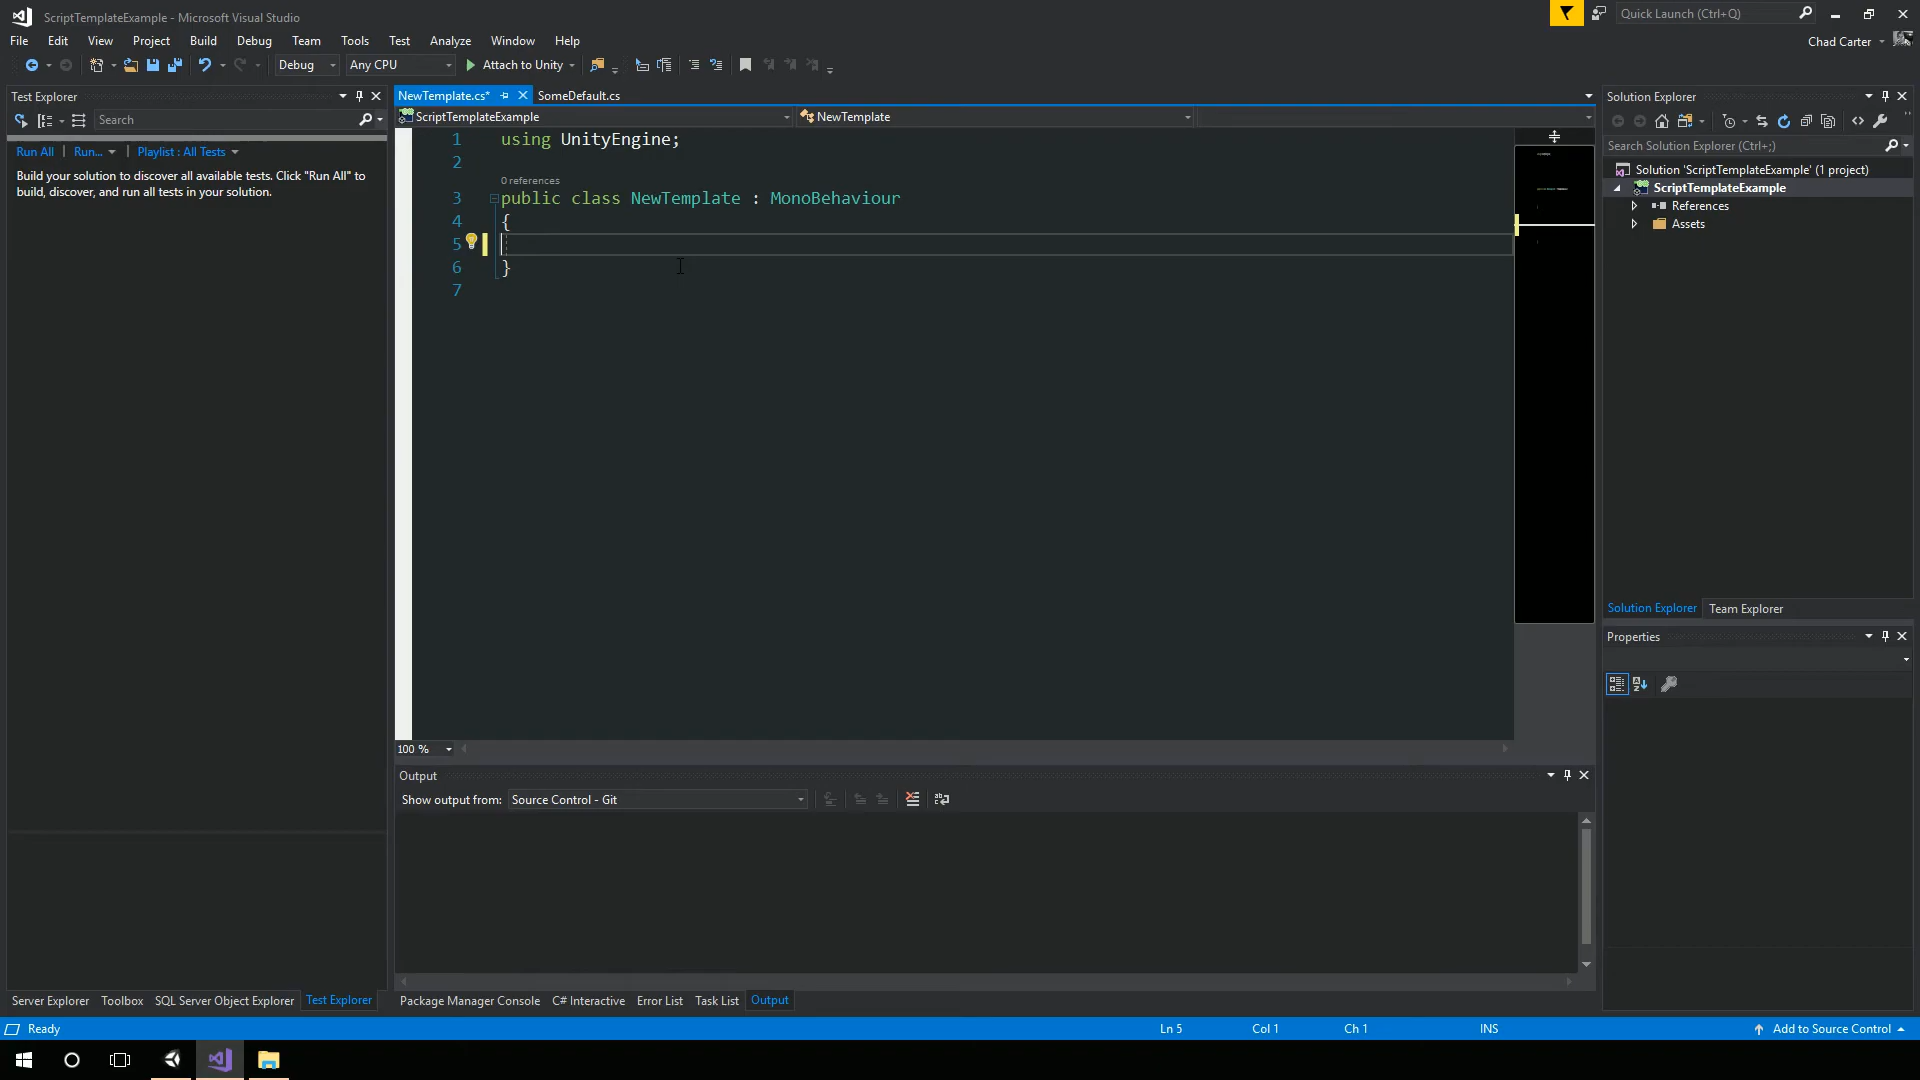 ScriptTemplateExample - Microsoft Visual Studio
Quick Launch (Ctrl+Q)
File Edit View Project Build Debug Team Tools Test Analyze Window Help
Chad Carter
Debug Any CPU Attach to Unity
Test Explorer
Search
Run All | Run... | Playlist : All Tests
Build your solution to discover all available tests. Click "Run All" to
build, discover, and run all tests in your solution.
NewTemplate.cs* SomeDefault.cs
ScriptTemplateExample NewTemplate
1 using UnityEngine;
2
0 references
3 public class NewTemplate : MonoBehaviour
4 {
5
6 }
7
100 %
Output
Show output from: Source Control - Git
Solution Explorer
Search Solution Explorer (Ctrl+;)
Solution 'ScriptTemplateExample' (1 project)
ScriptTemplateExample
References
Assets
Solution Explorer Team Explorer
Properties
Server Explorer Toolbox SQL Server Object Explorer Test Explorer
Package Manager Console C# Interactive Error List Task List Output
Ready Ln 5 Col 1 Ch 1 INS Add to Source Control